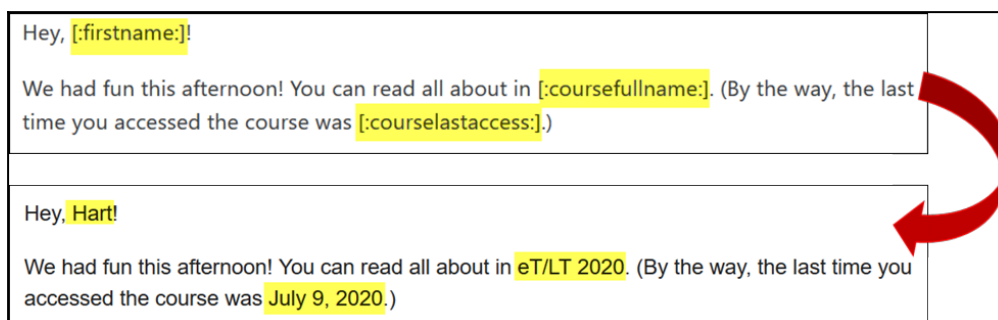 Hey, [:firstname:]!
We had fun this afternoon! You can read all about in [:coursefullname:]. (By the way, the last
time you accessed the course was [:courselastaccess:].)
Hey, Hart!
We had fun this afternoon! You can read all about in eT/LT 2020. (By the way, the last time you
accessed the course was July 9, 2020.)